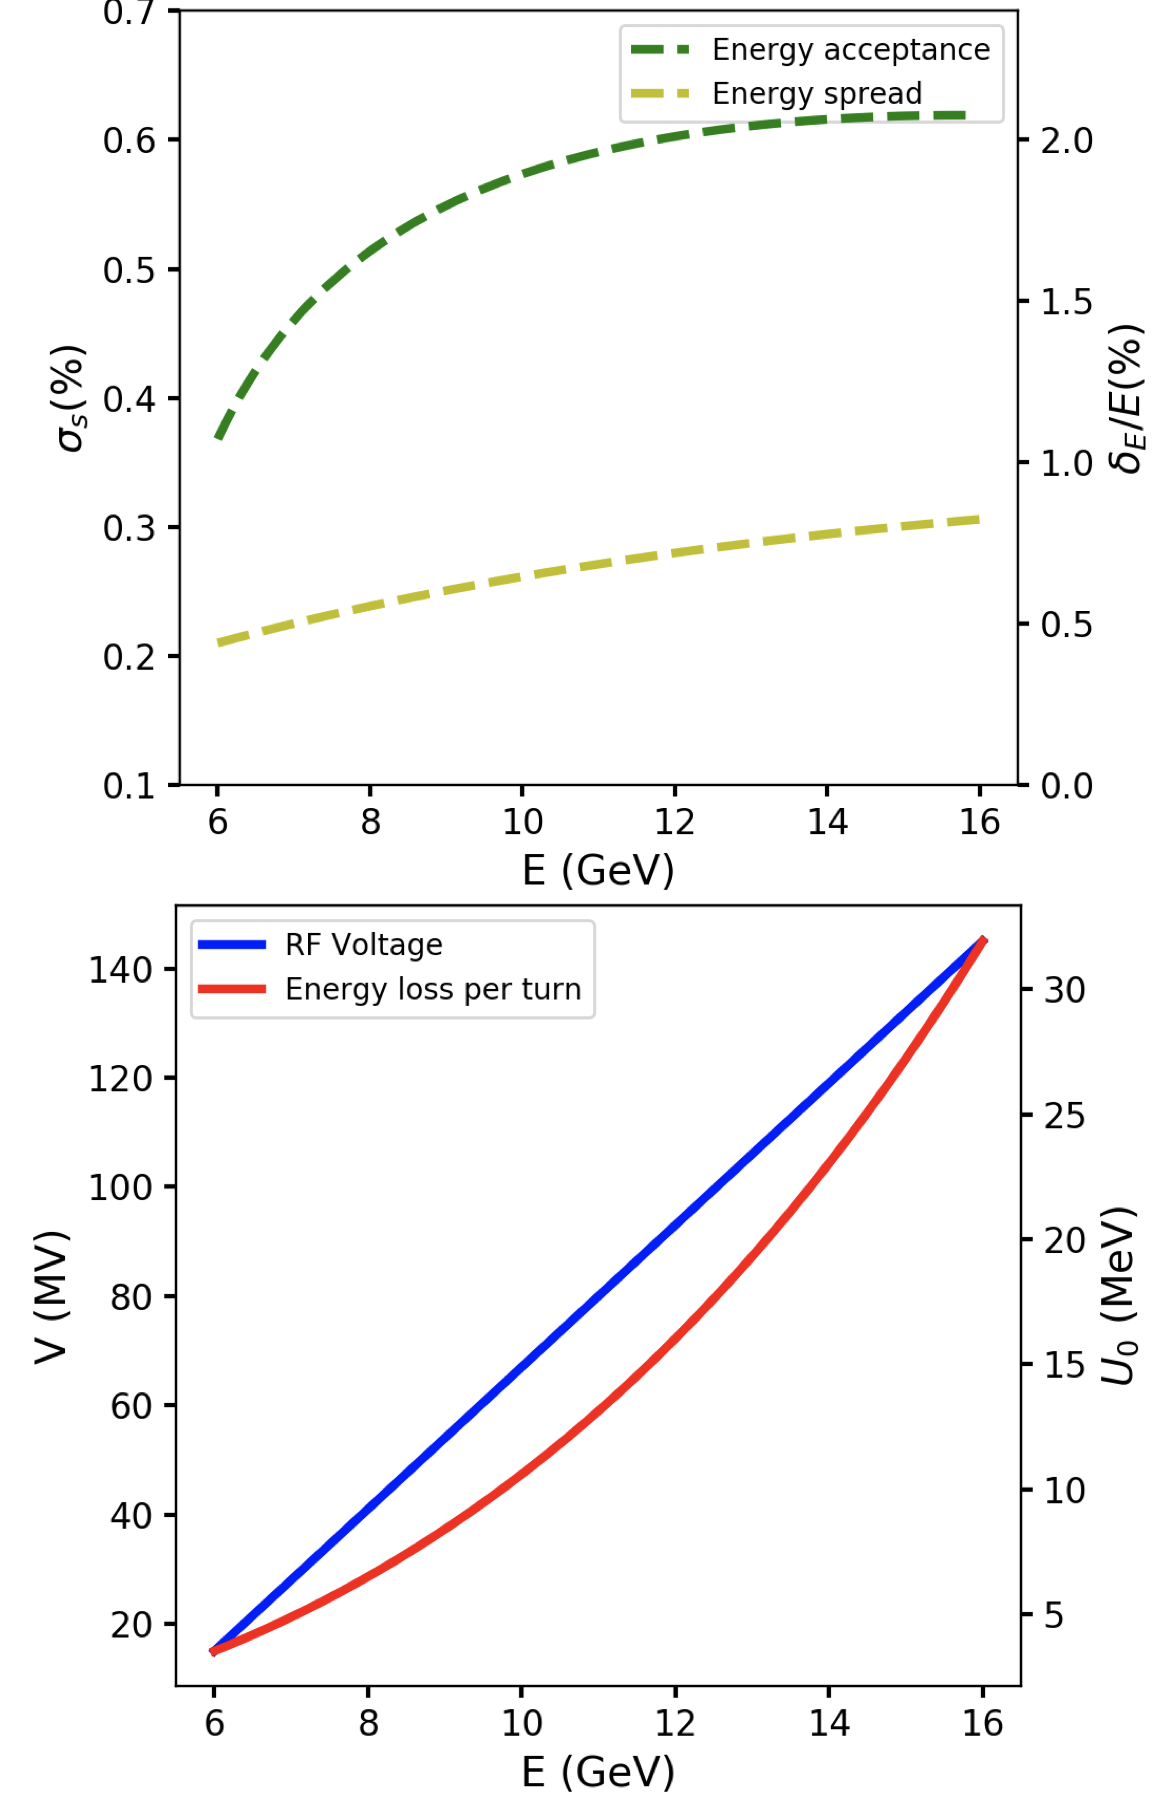 0.7
0.6
0.5
0.4
0.3
0.2
0.1
σs(%)
Energy acceptance
Energy spread
2.0
1.5
1.0
0.5
0.0
δE/E(%)
6 8 10 12 14 16
E (GeV)
RF Voltage
Energy loss per turn
140
120
100
80
60
40
20
V (MV)
30
25
20
15
10
5
U0 (MeV)
6 8 10 12 14 16
E (GeV)